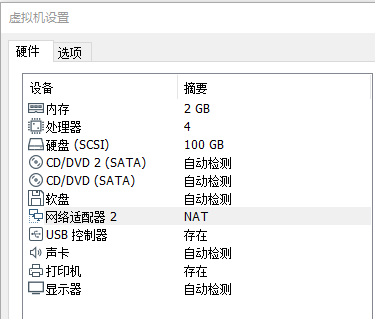 虚拟机设置
硬件 选项
设备 摘要
内存 2 GB
处理器 4
硬盘 (SCSI) 100 GB
CD/DVD 2 (SATA) 自动检测
CD/DVD (SATA) 自动检测
软盘 自动检测
网络适配器 2 NAT
USB 控制器 存在
声卡 自动检测
打印机 存在
显示器 自动检测